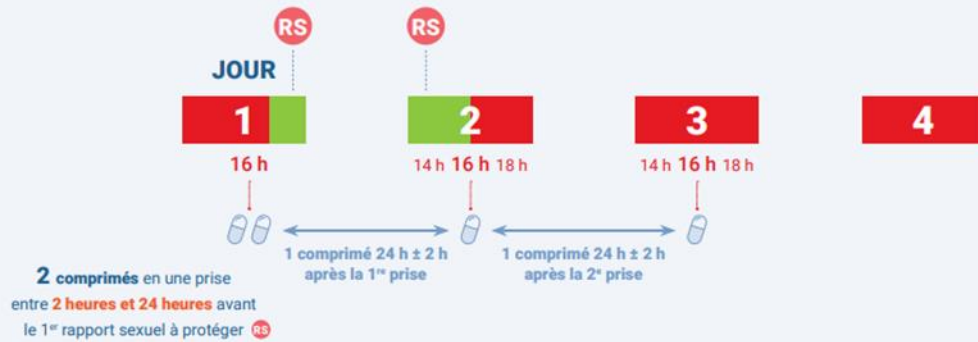 RS RS
JOUR
1 2 3 4
16 h 14 h 16 h 18 h 14 h 16 h 18 h
1 comprimé 24 h ± 2 h 1 comprimé 24 h ± 2 h
après la 1re prise après la 2e prise
2 comprimés en une prise
entre 2 heures et 24 heures avant
le 1er rapport sexuel à protéger RS